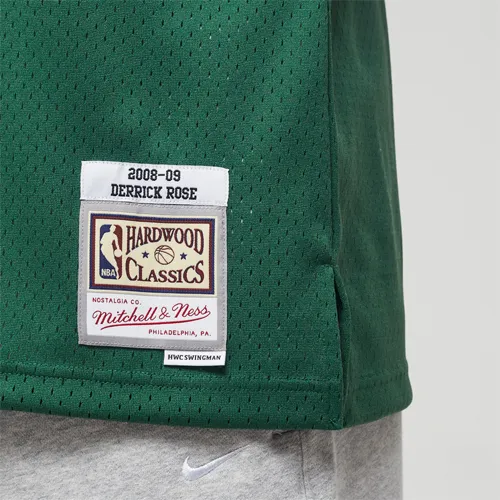 2008-09
DERRICK ROSE
NBA
HARDWOOD
CLASSICS
NOSTALGIA CO.
Mitchell & Ness
PHILADELPHIA, PA.
HWC SWINGMAN